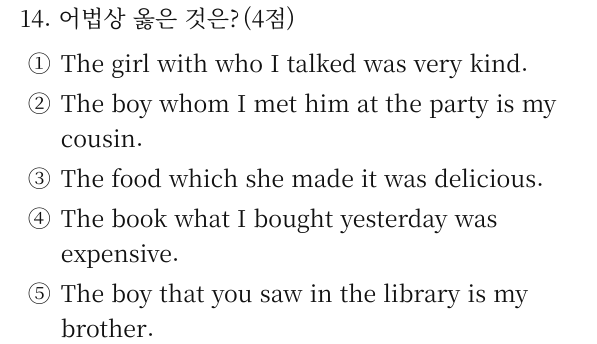 14. 어법상 옳은 것은? (4점)
① The girl with who I talked was very kind.
② The boy whom I met him at the party is my
cousin.
③ The food which she made it was delicious.
④ The book what I bought yesterday was
expensive.
⑤ The boy that you saw in the library is my
brother.